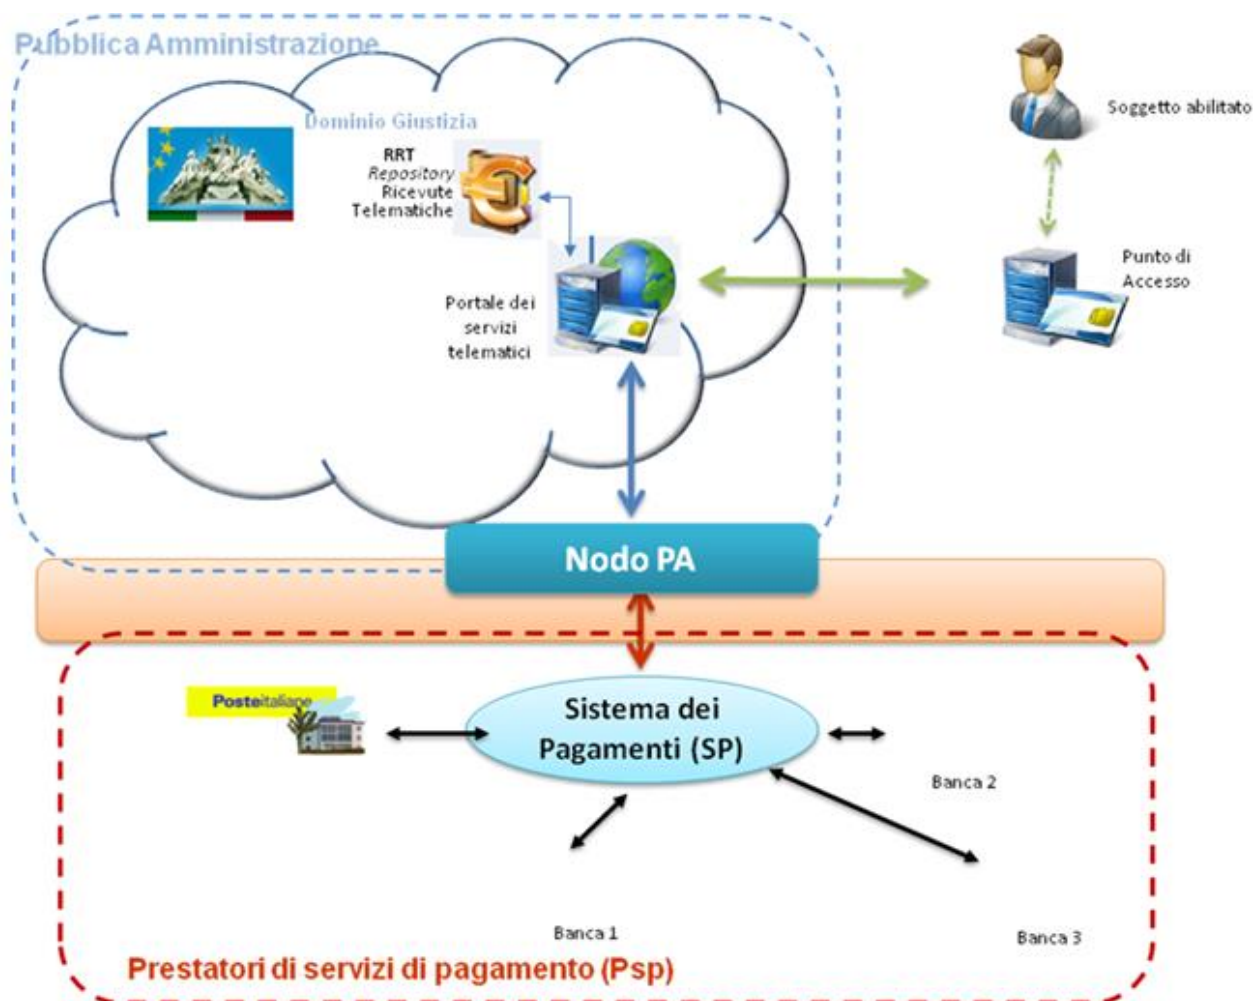 Pubblica Amministrazione
Soggetto abilitato
Dominio Giustizia
RRT
Repository
Ricevute
Telematiche
Punto di
Accesso
Portale dei
servizi
telematici
Nodo PA
Posteitaliane
Sistema dei
Pagamenti (SP)
Banca 2
Banca 1
Banca 3
Prestatori di servizi di pagamento (Psp)